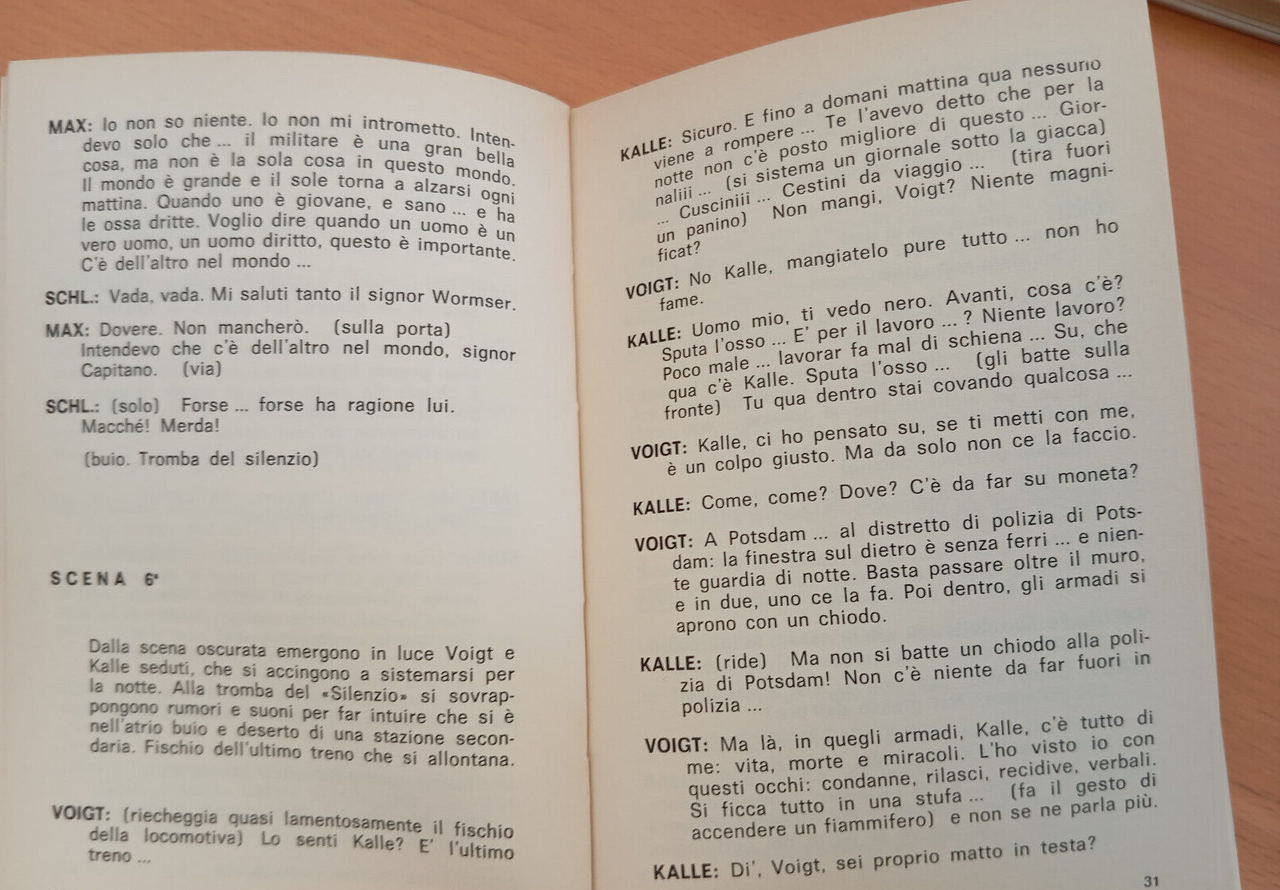 MAX: Io non so niente. Io non mi intrometto. Inten-
devo solo che ... il militare è una gran bella
cosa, ma non è la sola cosa in questo mondo.
Il mondo è grande e il sole torna a alzarsi ogni
mattina. Quando uno è giovane, e sano ... e ha
le ossa dritte. Voglio dire quando un uomo è un
vero uomo, un uomo diritto, questo è importante.
C'è dell'altro nel mondo ...
SCHL.: Vada, vada. Mi saluti tanto il signor Wormser.
MAX: Dovere. Non mancherò. (sulla porta)
Intendevo che c'è dell'altro nel mondo, signor
Capitano. (via)
SCHL.: (solo) Forse ... forse ha ragione lui.
Macché! Merda!
(buio. Tromba del silenzio)
SCENA 6ª
Dalla scena oscurata emergono in luce Voigt e
Kalle seduti, che si accingono a sistemarsi per
la notte. Alla tromba del «Silenzio» si sovrap-
pongono rumori e suoni per far intuire che si è
nell'atrio buio e deserto di una stazione secon-
daria. Fischio dell'ultimo treno che si allontana.
VOIGT: (riecheggia quasi lamentosamente il fischio
della locomotiva) Lo senti Kalle? E' l'ultimo
treno ...
KALLE: Sicuro. E fino a domani mattina qua nessuno
viene a rompere ... Te l'avevo detto che per la
notte non c'è posto migliore di questo ... Gior-
naliii ... (si sistema un giornale sotto la giacca)
... Cusciniii ... Cestini da viaggio ... (tira fuori
un panino) Non mangi, Voigt? Niente magni-
ficat?
VOIGT: No Kalle, mangiatelo pure tutto ... non ho
fame.
KALLE: Uomo mio, ti vedo nero. Avanti, cosa c'è?
Sputa l'osso ... E' per il lavoro ... ? Niente lavoro?
Poco male ... lavorar fa mal di schiena ... Su, che
qua c'è Kalle. Sputa l'osso ... (gli batte sulla
fronte) Tu qua dentro stai covando qualcosa ...
VOIGT: Kalle, ci ho pensato su, se ti metti con me,
è un colpo giusto. Ma da solo non ce la faccio.
KALLE: Come, come? Dove? C'è da far su moneta?
VOIGT: A Potsdam ... al distretto di polizia di Pots-
dam: la finestra sul dietro è senza ferri ... e nien-
te guardia di notte. Basta passare oltre il muro,
e in due, uno ce la fa. Poi dentro, gli armadi si
aprono con un chiodo.
KALLE: (ride) Ma non si batte un chiodo alla poli-
zia di Potsdam! Non c'è niente da far fuori in
polizia ...
VOIGT: Ma là, in quegli armadi, Kalle, c'è tutto di
me: vita, morte e miracoli. L'ho visto io con
questi occhi: condanne, rilasci, recidive, verbali.
Si ficca tutto in una stufa ... (fa il gesto di
accendere un fiammifero) e non se ne parla più.
KALLE: Di', Voigt, sei proprio matto in testa?
31